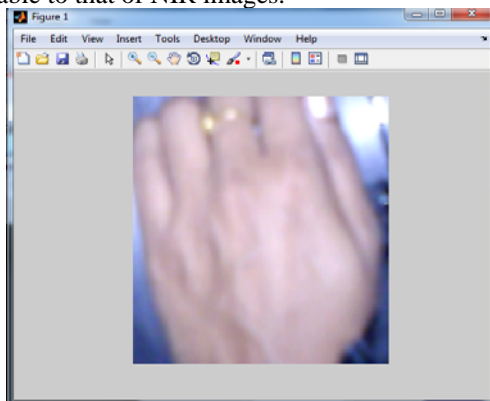 able to that of NIR images.
Figure 1
File Edit View Insert Tools Desktop Window Help